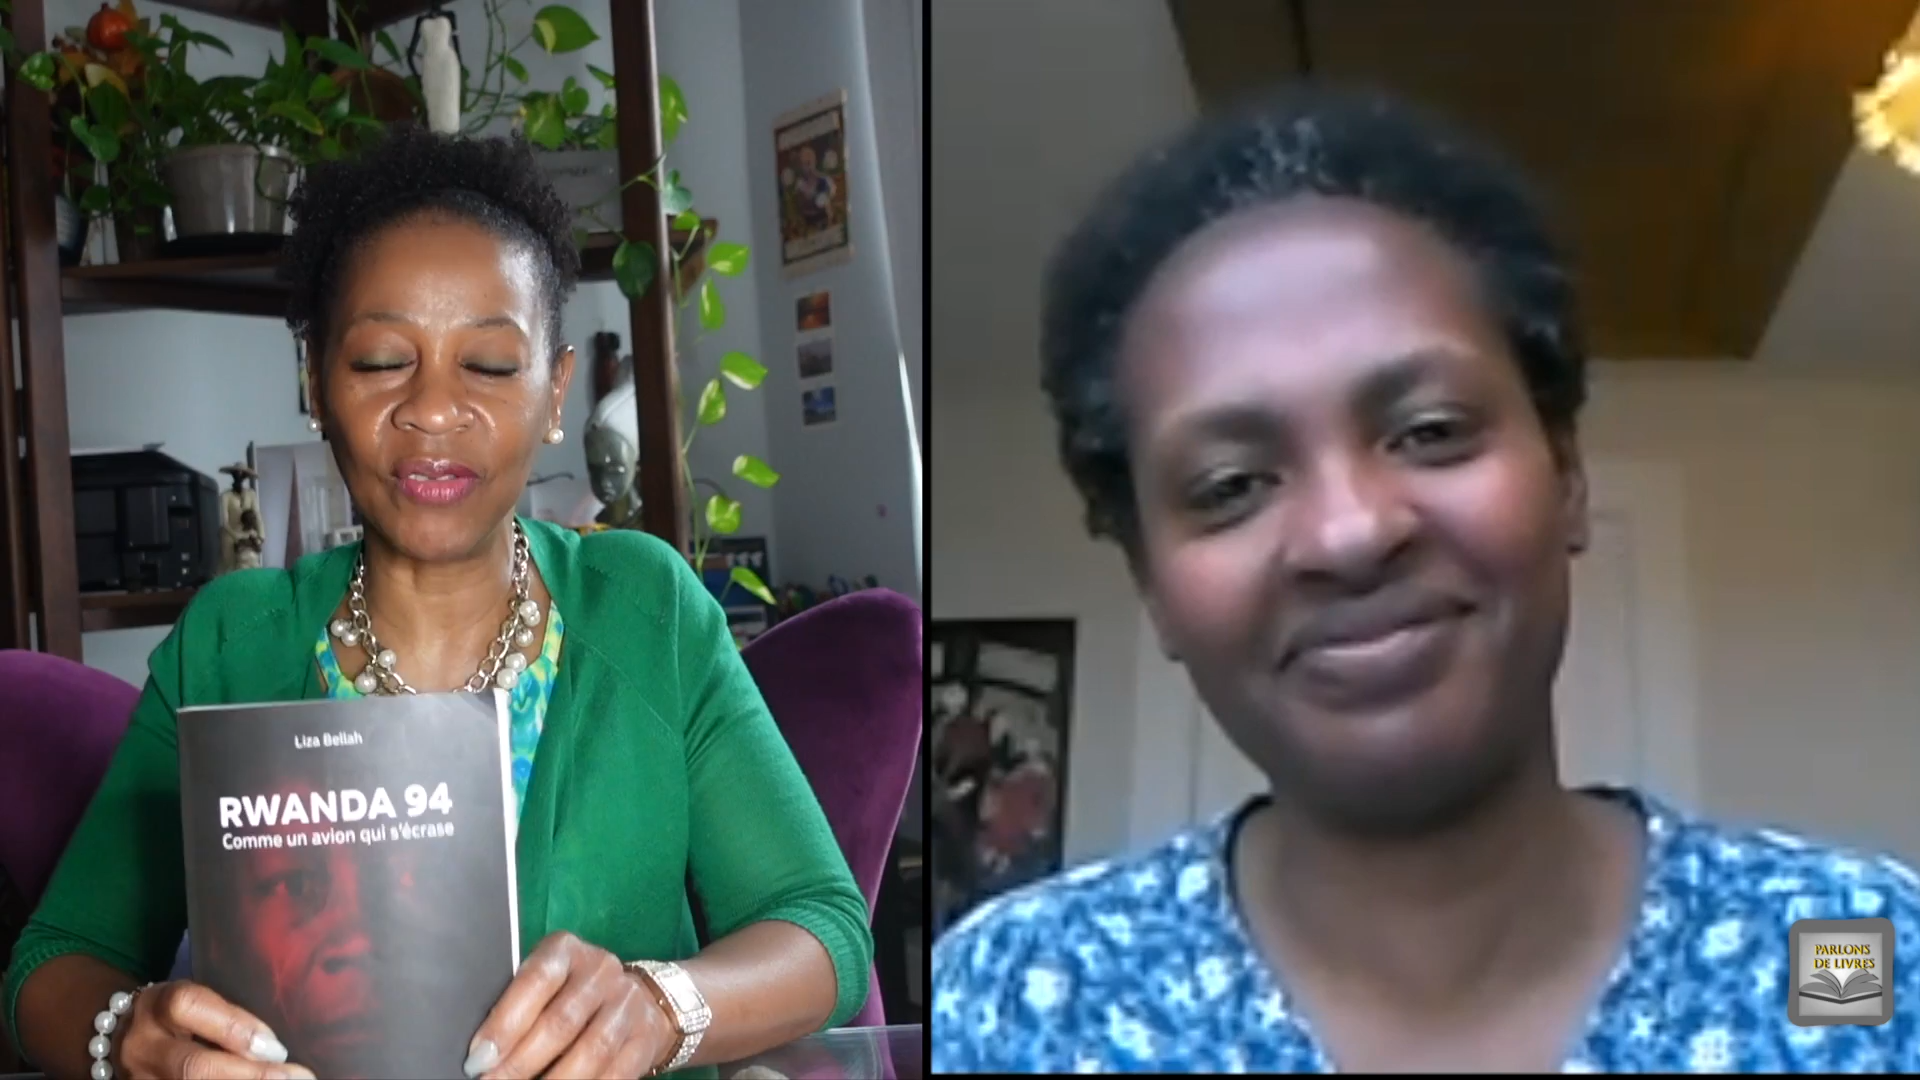 Liza Bellah
RWANDA 94
Comme un avion qui s'écrase
PARLONS
DE LIVRES